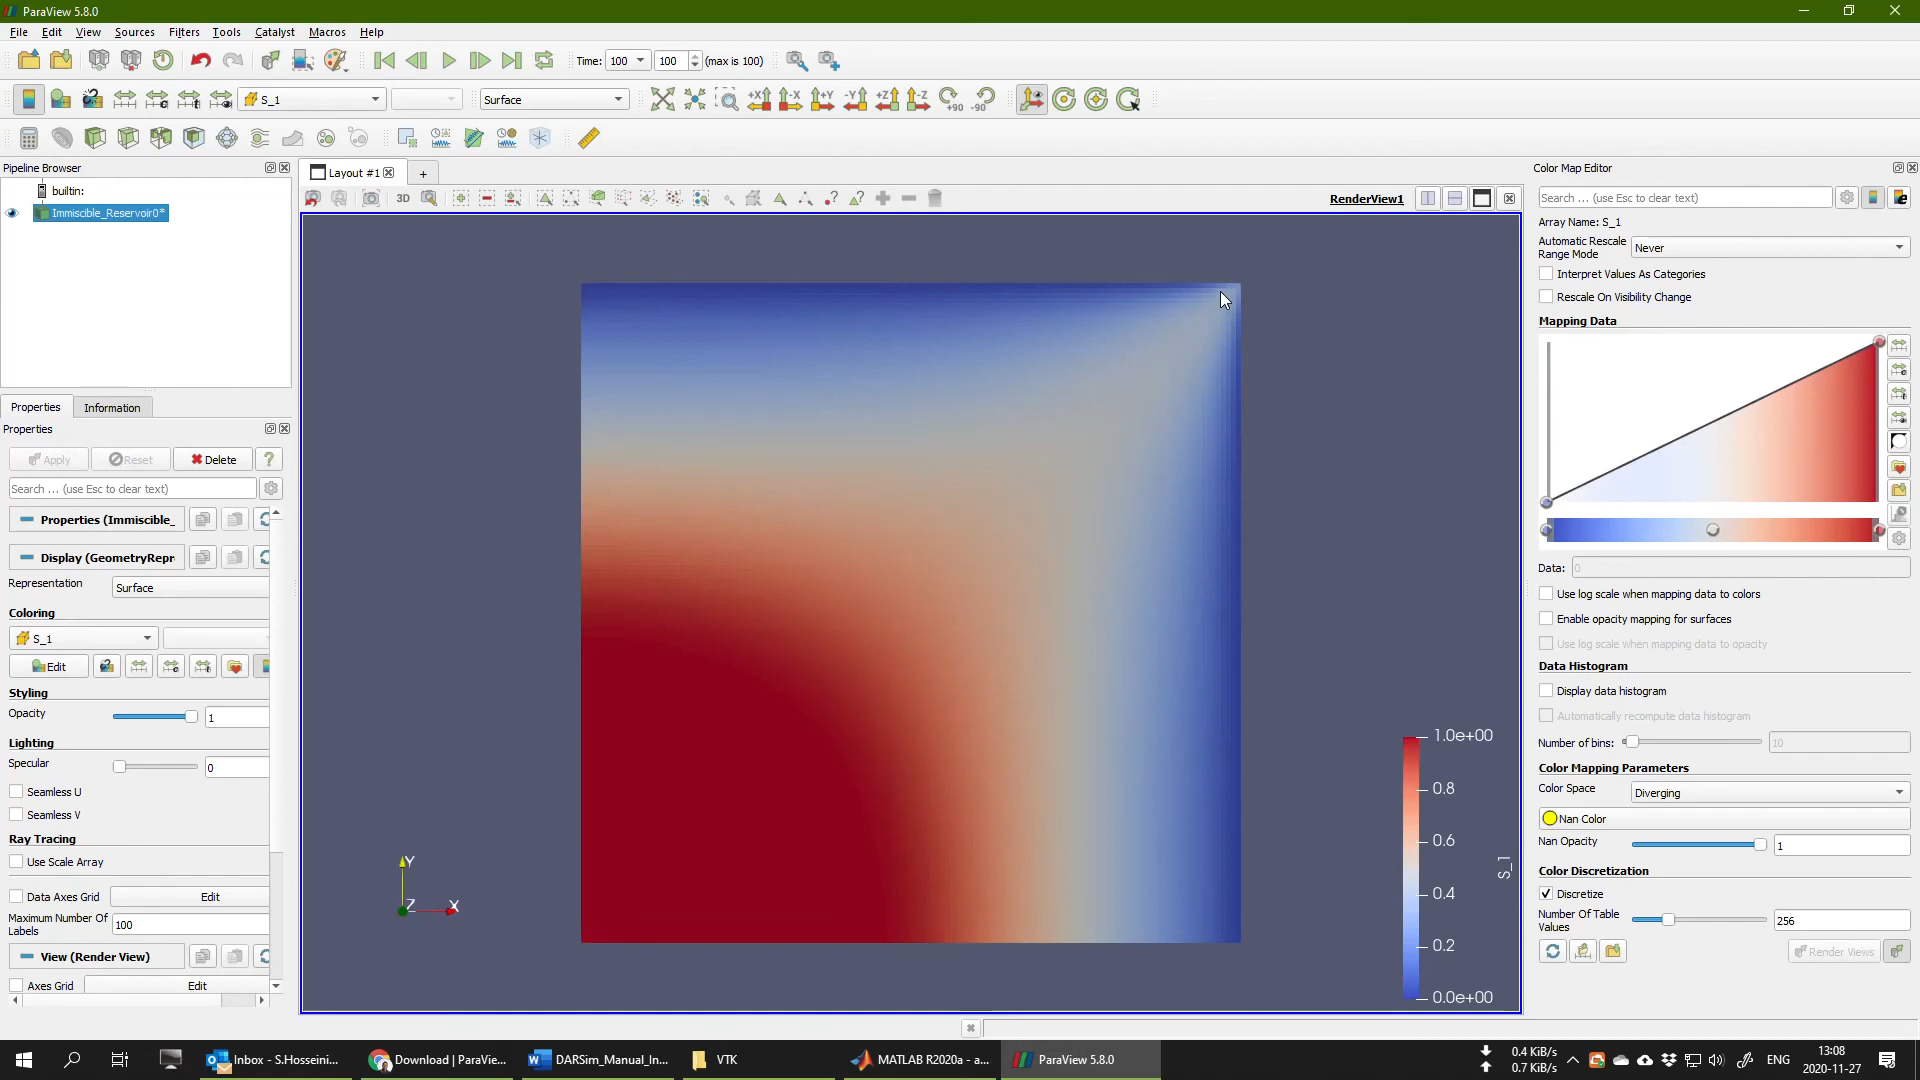 ParaView 5.8.0
File Edit View Sources Filters Tools Catalyst Macros Help
Time: 100 100 (max is 100)
S_1 Surface
+X -X +Y -Y +Z -Z +90 -90
Pipeline Browser
builtin:
Immiscible_Reservoir0*
Properties Information
Properties
Apply Reset Delete ?
Search ... (use Esc to clear text)
Properties (Immiscible_
Display (GeometryRepr
Representation Surface
Coloring
S_1
Edit
Styling
Opacity 1
Lighting
Specular 0
Seamless U
Seamless V
Ray Tracing
Use Scale Array
Data Axes Grid Edit
Maximum Number Of Labels 100
View (Render View)
Axes Grid Edit
Layout #1 +
3D
RenderView1
Y
Z X
1.0e+00
0.8
0.6
0.4
0.2
0.0e+00
S_1
Color Map Editor
Search ... (use Esc to clear text)
Array Name: S_1
Automatic Rescale Range Mode Never
Interpret Values As Categories
Rescale On Visibility Change
Mapping Data
Data: 0
Use log scale when mapping data to colors
Enable opacity mapping for surfaces
Use log scale when mapping data to opacity
Data Histogram
Display data histogram
Automatically recompute data histogram
Number of bins: 10
Color Mapping Parameters
Color Space Diverging
Nan Color
Nan Opacity 1
Color Discretization
Discretize
Number Of Table Values 256
Render Views
Inbox - S.Hosseini... Download | ParaVie... DARSim_Manual_In... VTK MATLAB R2020a - a... ParaView 5.8.0
0.4 KiB/s
0.7 KiB/s
ENG
13:08
2020-11-27